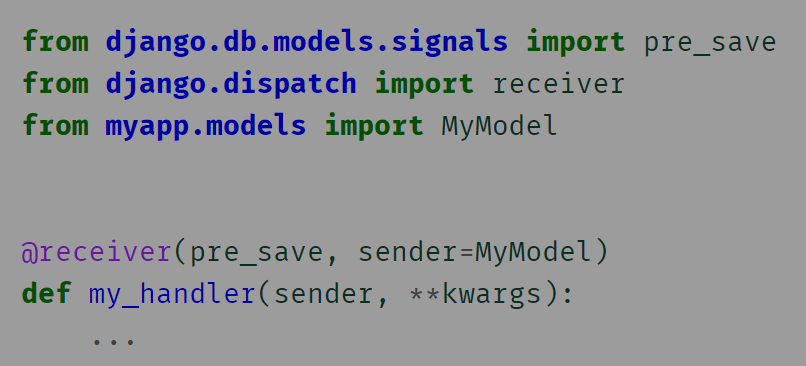 from django.db.models.signals import pre_save
from django.dispatch import receiver
from myapp.models import MyModel
@receiver(pre_save, sender=MyModel)
def my_handler(sender, **kwargs):
    ...